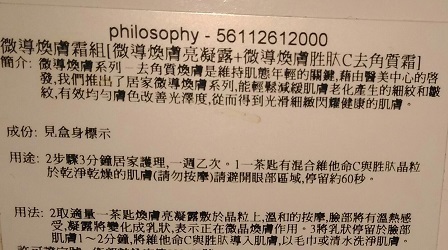 philosophy - 56112612000
微導煥膚霜組[微導煥膚亮凝露+微導煥膚胜肽C去角質霜]
簡介: 微導煥膚系列—去角質煥膚是維持肌態年輕的關鍵,藉由醫美中心的啓
發,我們推出了居家微導煥膚系列,能輕鬆減緩肌膚老化產生的細紋和皺
紋,有效均勻膚色改善光澤度,從而得到光滑細緻閃耀健康的肌膚。
成份: 見盒身標示
用途: 2步驟3分鐘居家護理,一週乙次。1一茶匙有混合維他命C與胜肽晶粒
於乾淨乾燥的肌膚(請勿按摩)請避開眼部區域,停留約60秒。
用法: 2取適量一茶匙煥膚亮凝露敷於晶粒上,溫和的按摩,臉部將有溫熱感
受,凝露將變化成乳狀,表示正在微晶煥膚作用。3將乳狀停留於臉部
肌膚1~2分鐘,將維他命C與胜肽導入肌膚,以毛巾或清水洗淨肌膚。